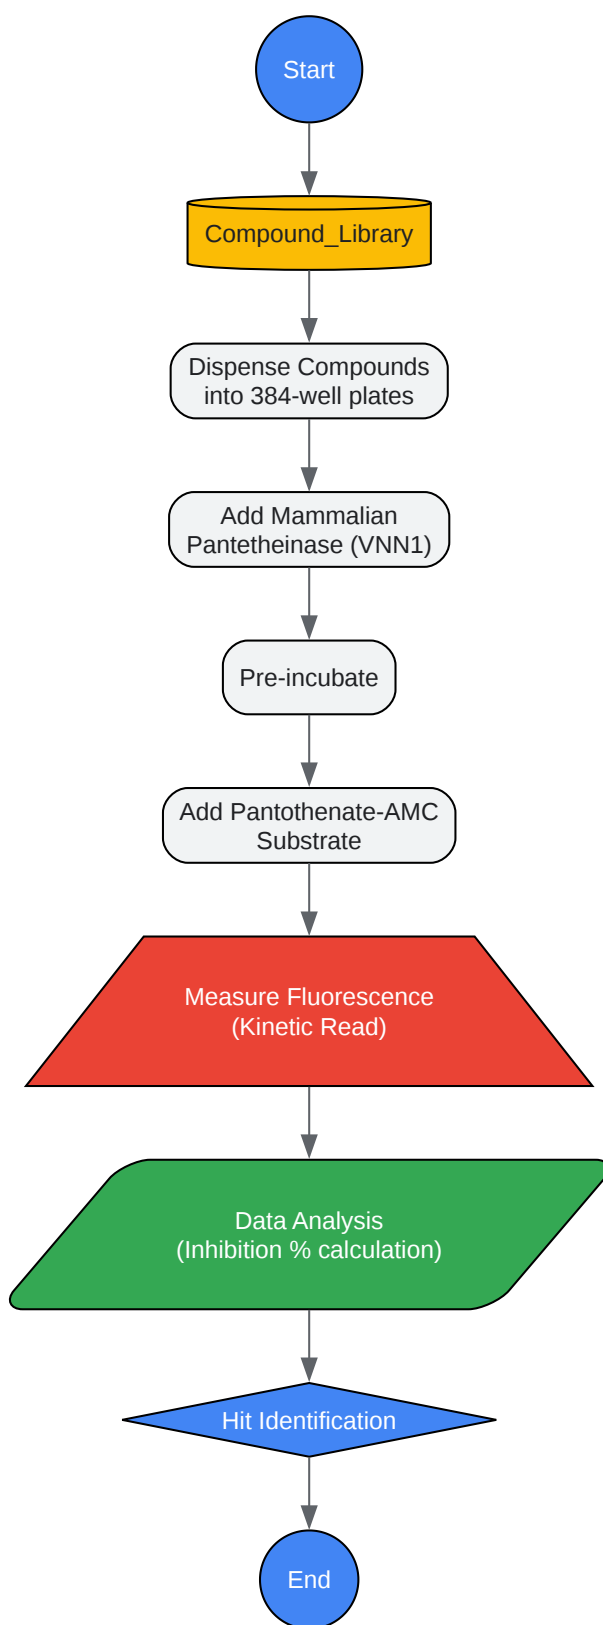 Start
Compound_Library
Dispense Compounds
into 384-well plates
Add Mammalian
Pantetheinase (VNN1)
Pre-incubate
Add Pantothenate-AMC
Substrate
Measure Fluorescence
(Kinetic Read)
Data Analysis
(Inhibition % calculation)
Hit Identification
End